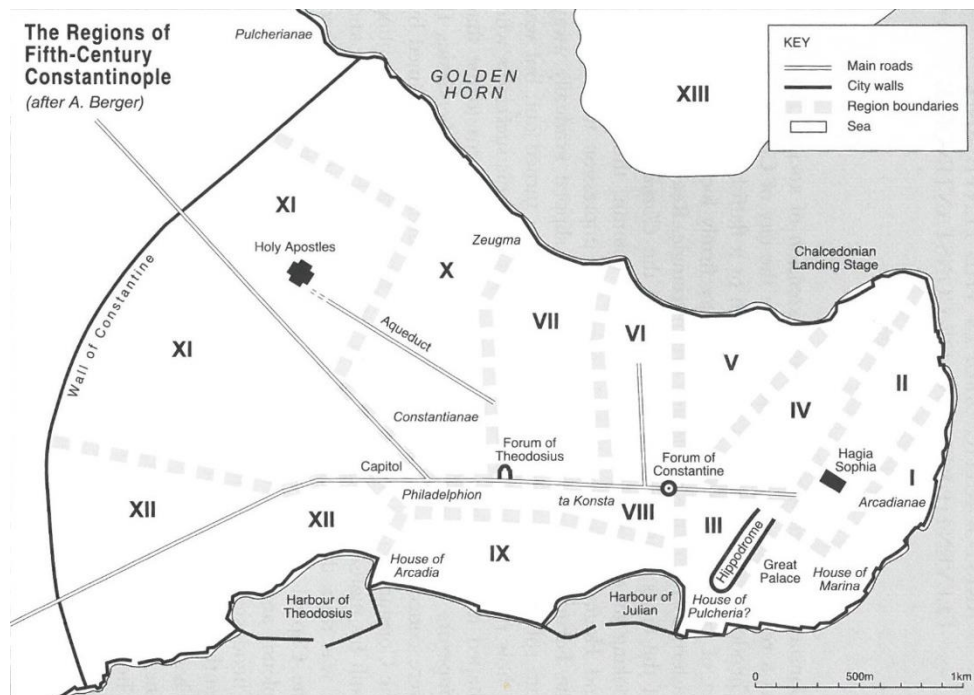 The Regions of
Fifth-Century
Constantinople
(after A. Berger)
Pulcherianae
GOLDEN
HORN
XIII
KEY
Main roads
City walls
Region boundaries
Sea
XI
Holy Apostles
Zeugma
X
Chalcedonian
Landing Stage
Wall of Constantine
Aqueduct
VII
VI
V
XI
II
IV
Constantianae
Forum of
Theodosius
Forum of
Constantine
Hagia
Sophia
I
Capitol
Philadelphion
ta Konsta
Arcadianae
XII
XII
VIII
III
IX
Hippodrome
House of
Arcadia
Great
Palace
House of
Marina
Harbour of
Theodosius
Harbour of
Julian
House of
Pulcheria?
0 500m 1km